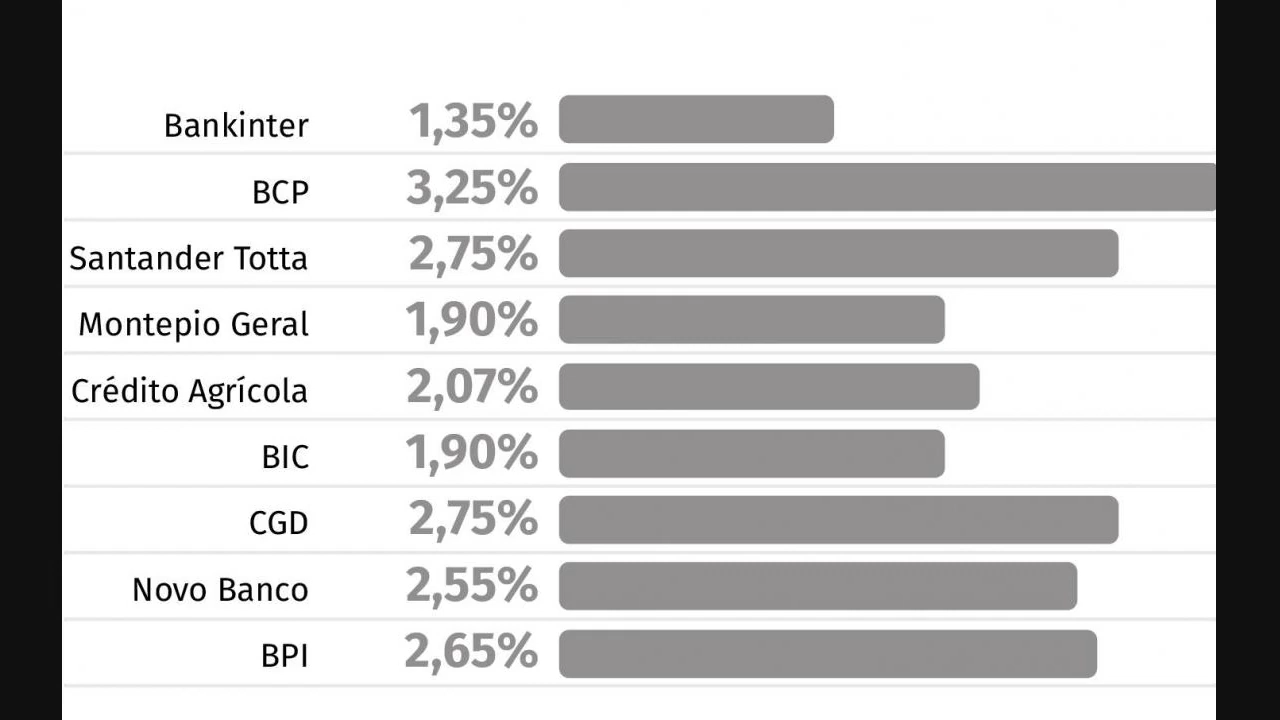 Bankinter 1,35%
BCP 3,25%
Santander Totta 2,75%
Montepio Geral 1,90%
Crédito Agrícola 2,07%
BIC 1,90%
CGD 2,75%
Novo Banco 2,55%
BPI 2,65%